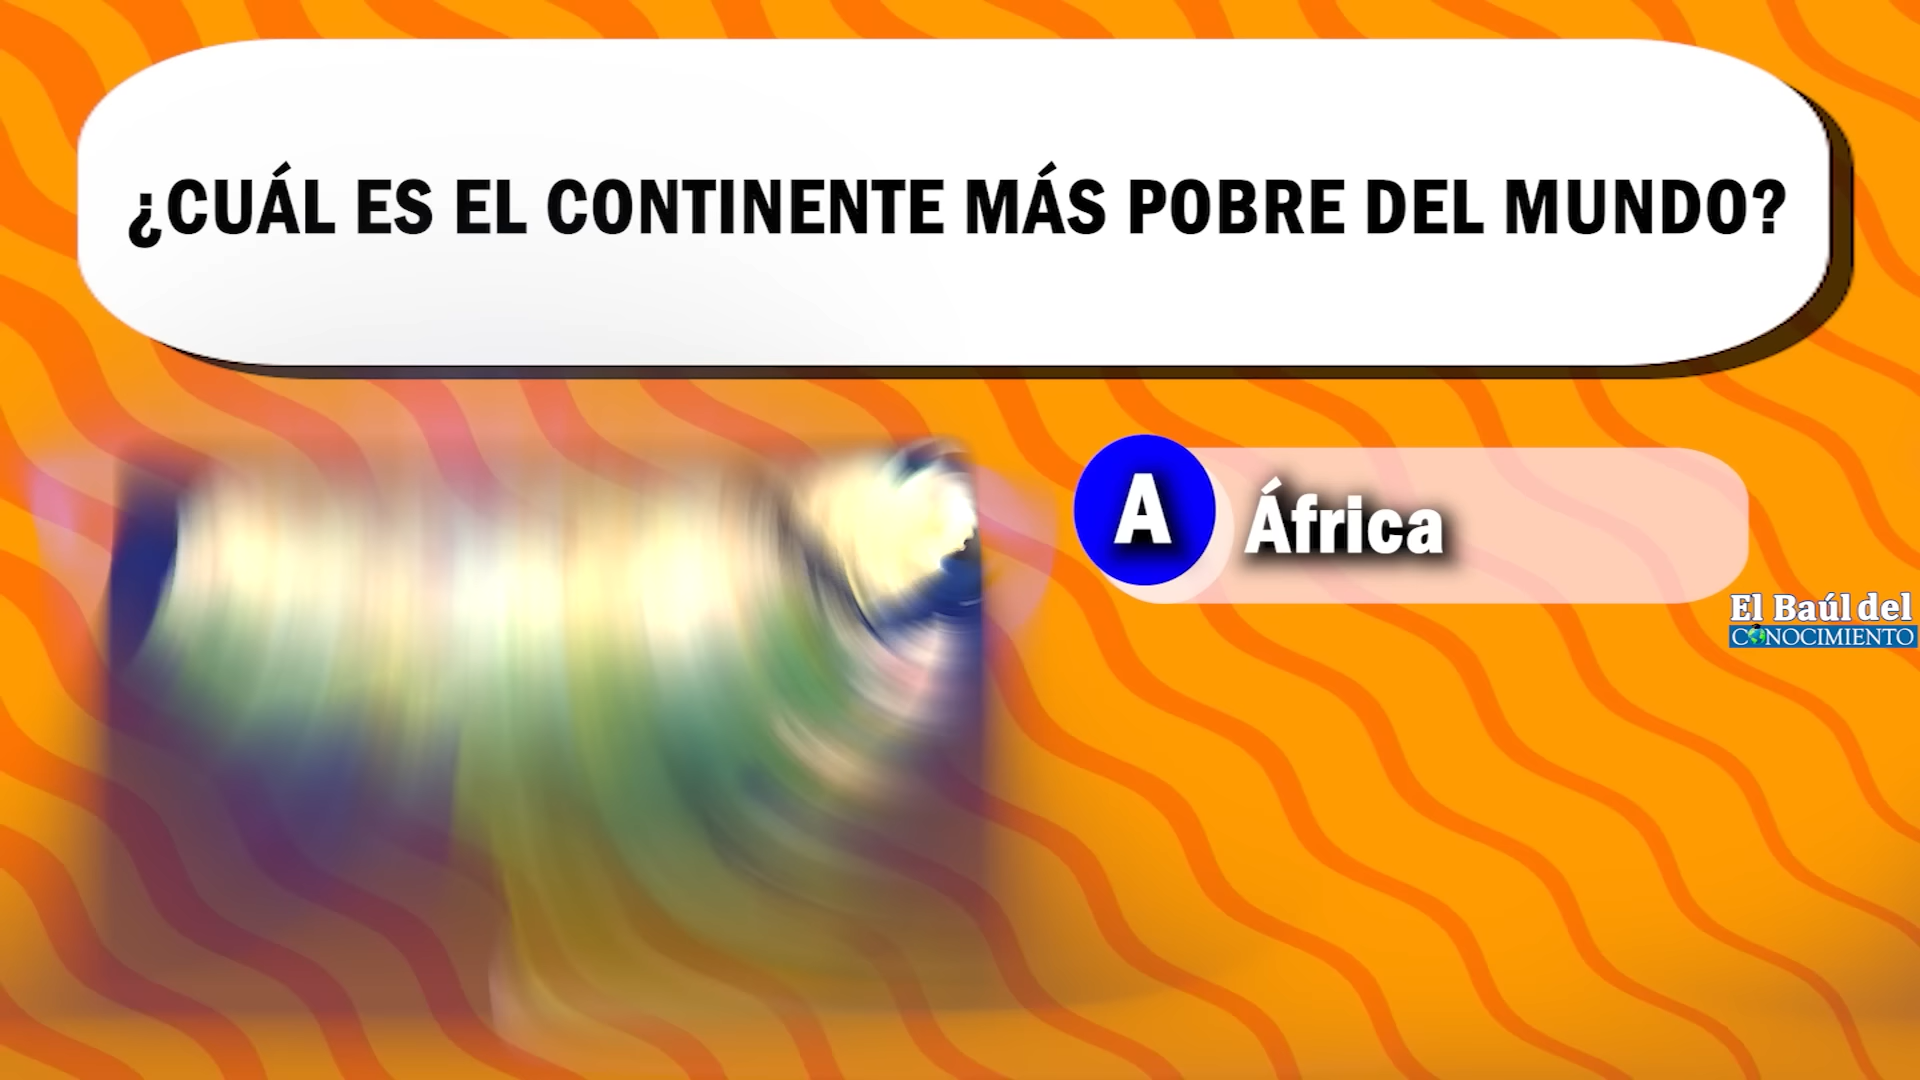 ¿CUÁL ES EL CONTINENTE MÁS POBRE DEL MUNDO?
A África
El Baúl del
CONOCIMIENTO